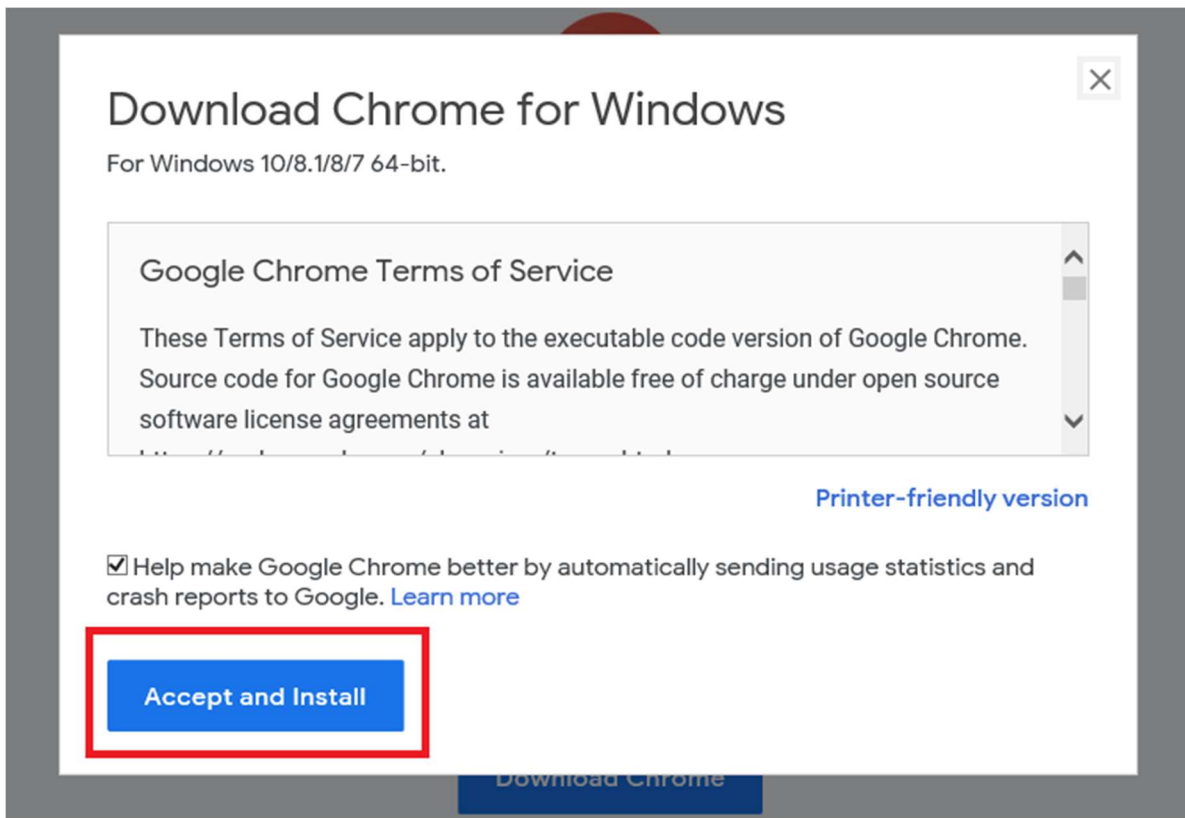 Download Chrome for Windows
For Windows 10/8.1/8/7 64-bit.
Google Chrome Terms of Service
These Terms of Service apply to the executable code version of Google Chrome.
Source code for Google Chrome is available free of charge under open source
software license agreements at
Printer-friendly version
Help make Google Chrome better by automatically sending usage statistics and
crash reports to Google. Learn more
Accept and Install
Download Chrome